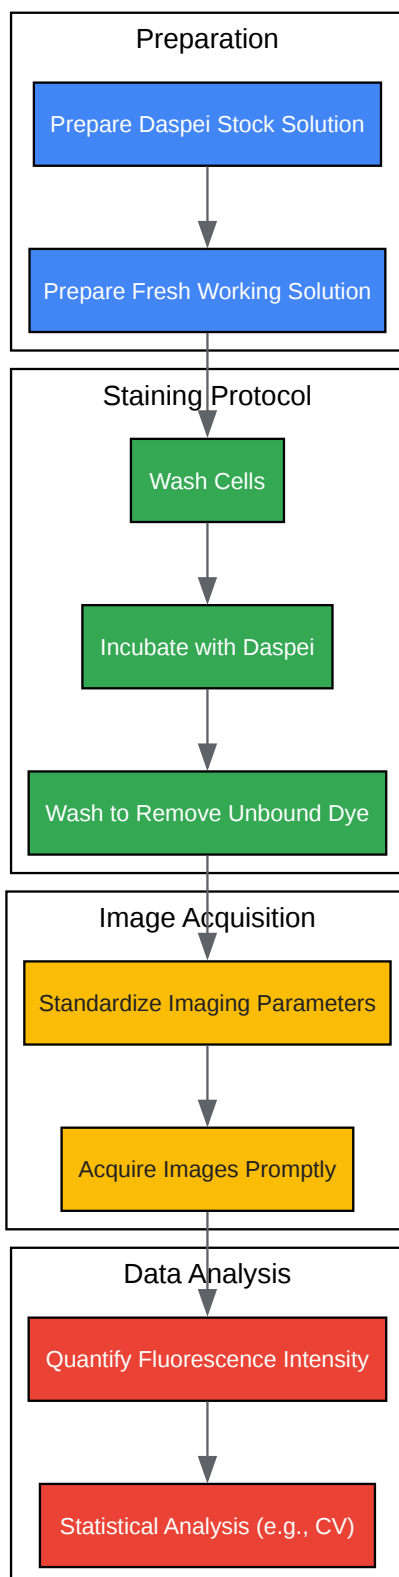 Preparation
Prepare Daspei Stock Solution
Prepare Fresh Working Solution
Staining Protocol
Wash Cells
Incubate with Daspei
Wash to Remove Unbound Dye
Image Acquisition
Standardize Imaging Parameters
Acquire Images Promptly
Data Analysis
Quantify Fluorescence Intensity
Statistical Analysis (e.g., CV)